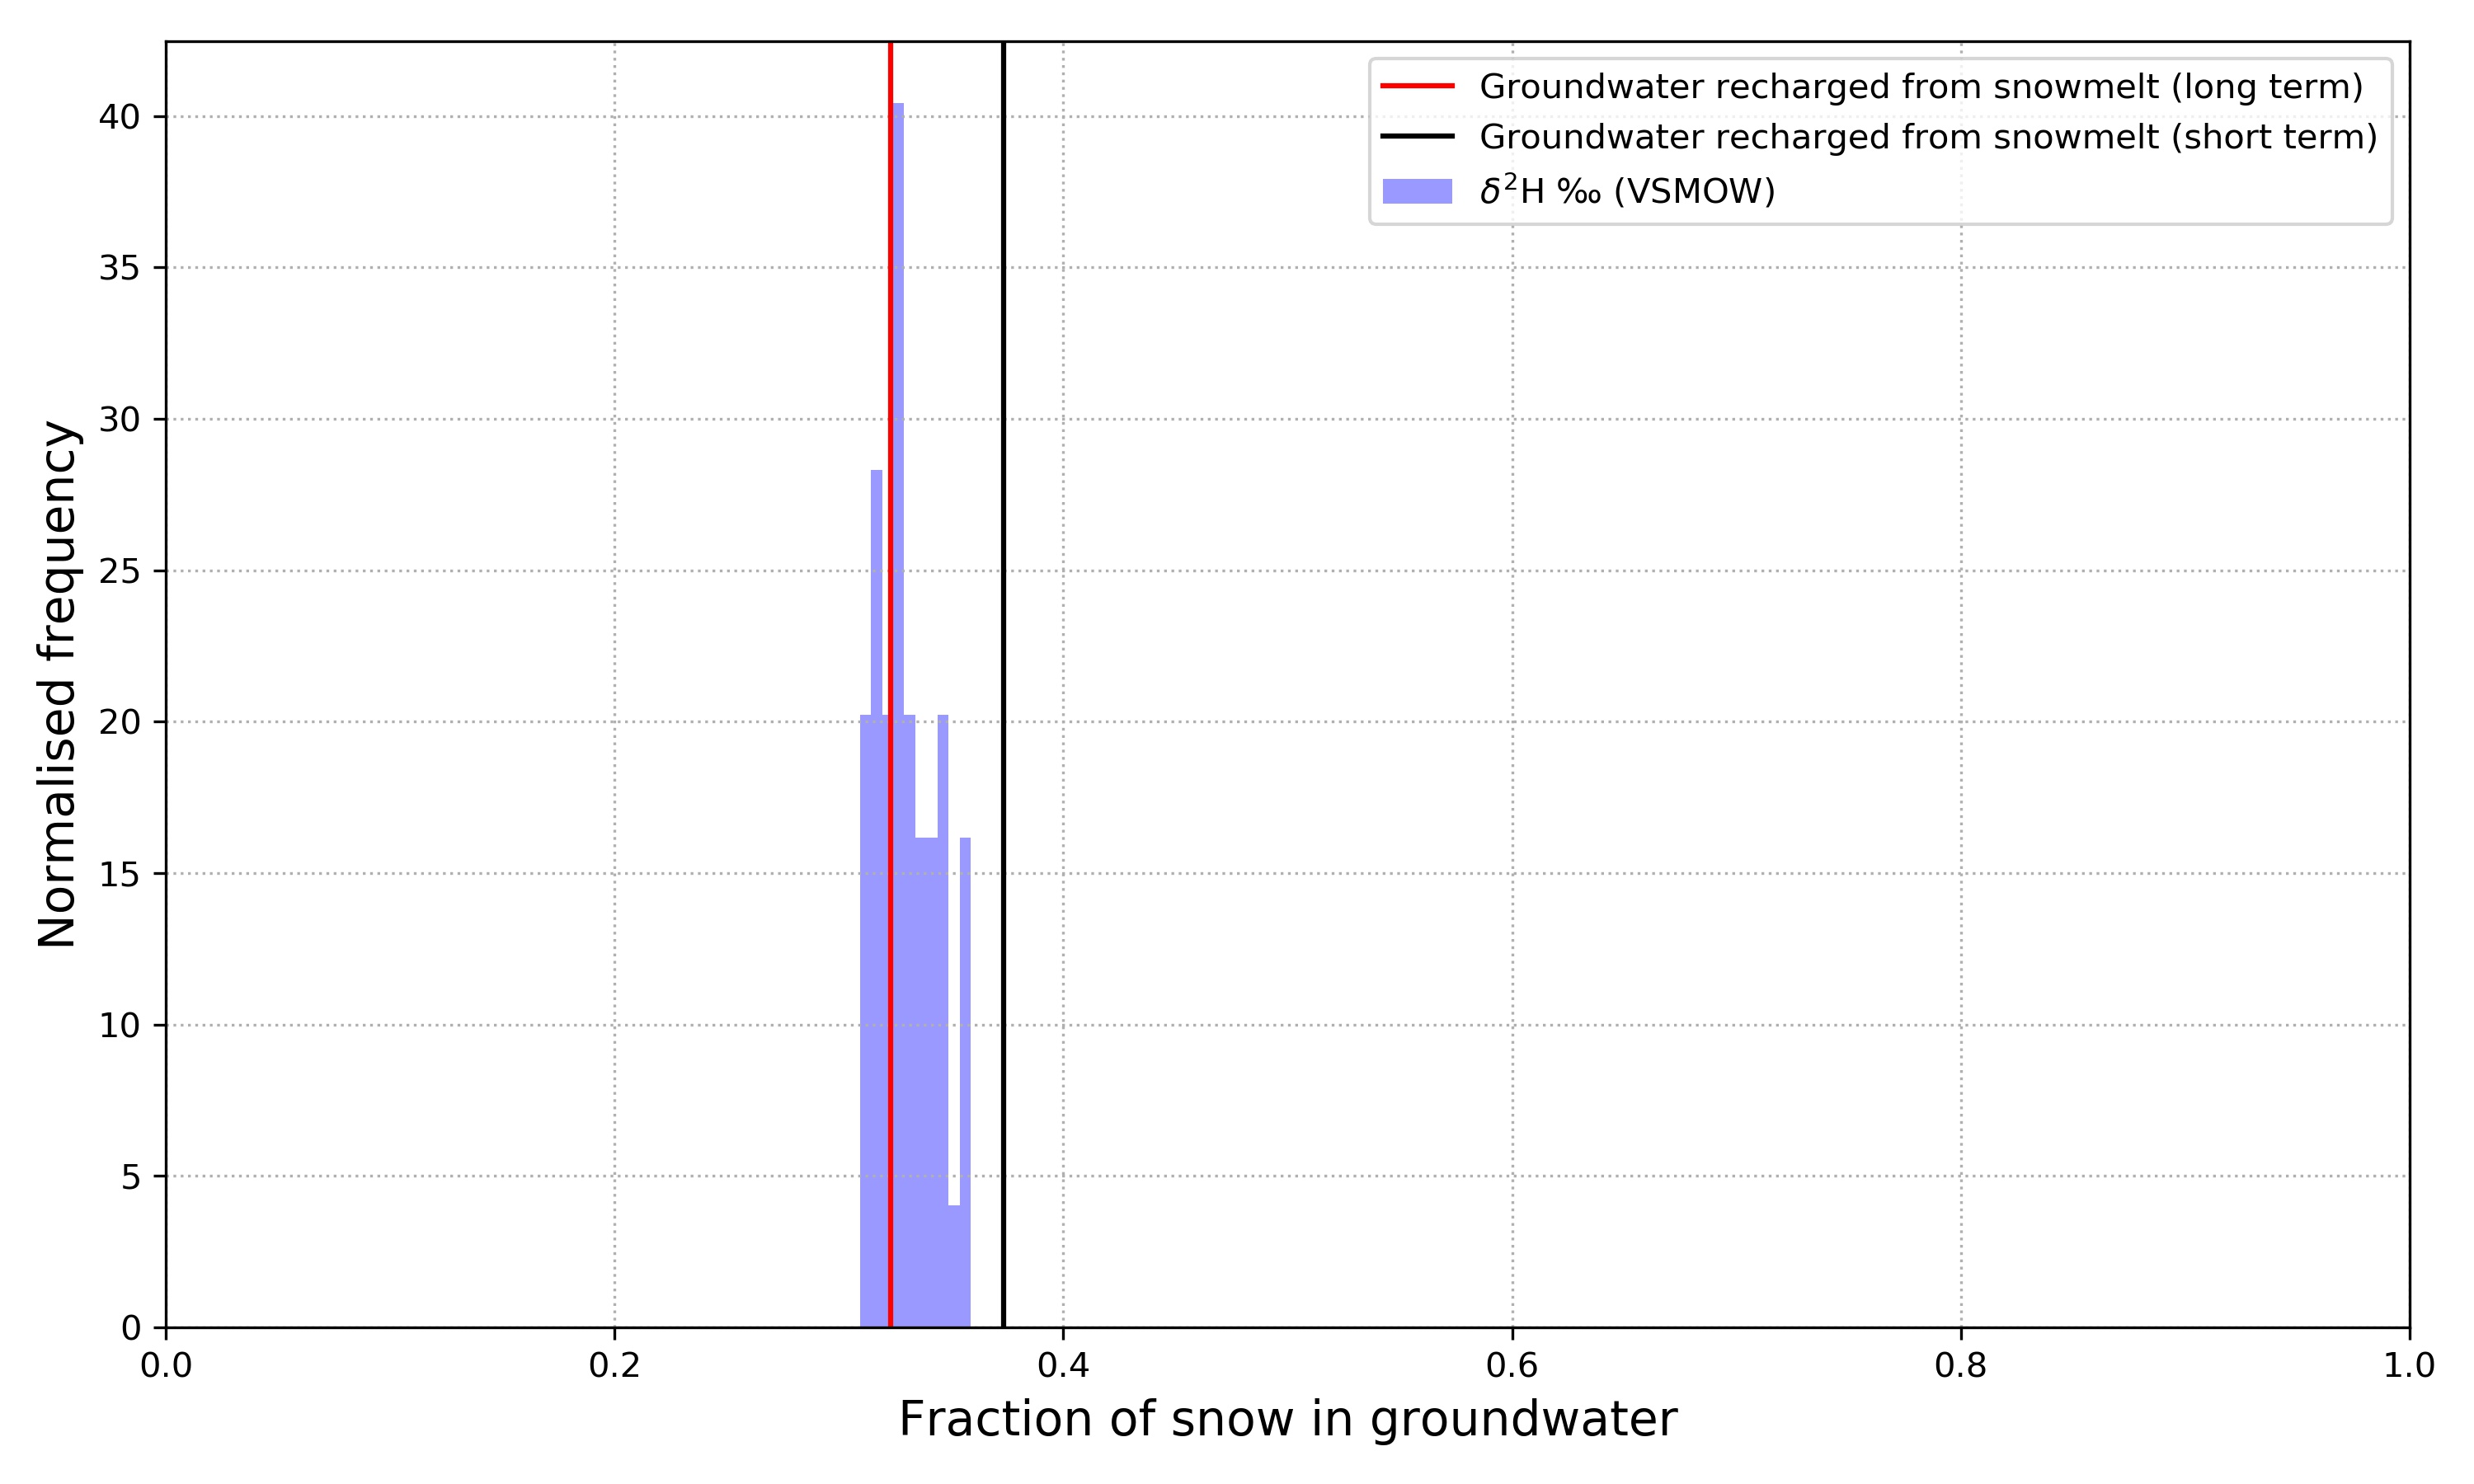 Groundwater recharged from snowmelt (long term)
Groundwater recharged from snowmelt (short term)
δ²H ‰ (VSMOW)
40
35
30
25
20
15
10
5
0
Normalised frequency
0.0 0.2 0.4 0.6 0.8 1.0
Fraction of snow in groundwater